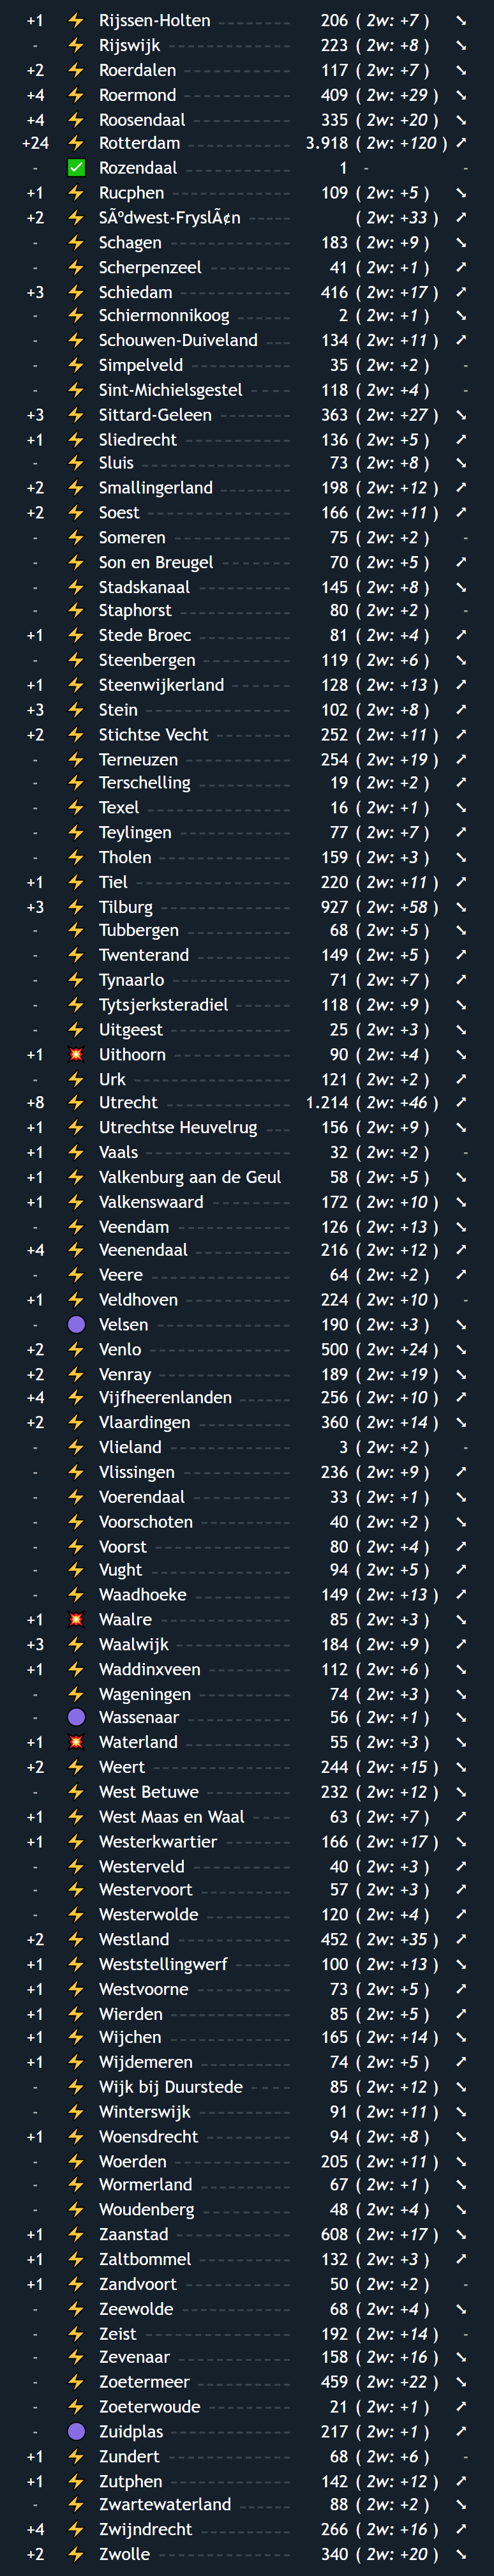 +1 ⚡ Rijssen-Holten ------------ 206 ( 2w: +7 ) ➘
- ⚡ Rijswijk ------------ 223 ( 2w: +8 ) ➘
+2 ⚡ Roerdalen ------------ 117 ( 2w: +7 ) ➘
+4 ⚡ Roermond ------------ 409 ( 2w: +29 ) ➘
+4 ⚡ Roosendaal ------------ 335 ( 2w: +20 ) ➘
+24 ⚡ Rotterdam ------------ 3.918 ( 2w: +120 ) ➚
- ✅ Rozendaal ------------ 1 - -
+1 ⚡ Rucphen ------------ 109 ( 2w: +5 ) ➘
+2 ⚡ SÃºdwest-FryslÃ¢n ------ ( 2w: +33 ) ➚
- ⚡ Schagen ------------ 183 ( 2w: +9 ) ➘
- ⚡ Scherpenzeel ---------- 41 ( 2w: +1 ) ➚
+3 ⚡ Schiedam ------------ 416 ( 2w: +17 ) ➚
- ⚡ Schiermonnikoog ------- 2 ( 2w: +1 ) ➘
- ⚡ Schouwen-Duiveland --- 134 ( 2w: +11 ) ➚
- ⚡ Simpelveld ------------ 35 ( 2w: +2 ) -
- ⚡ Sint-Michielsgestel ---- 118 ( 2w: +4 ) -
+3 ⚡ Sittard-Geleen -------- 363 ( 2w: +27 ) ➘
+1 ⚡ Sliedrecht ------------ 136 ( 2w: +5 ) ➚
- ⚡ Sluis ------------ 73 ( 2w: +8 ) ➘
+2 ⚡ Smallingerland -------- 198 ( 2w: +12 ) ➚
+2 ⚡ Soest ------------ 166 ( 2w: +11 ) ➚
- ⚡ Someren ------------ 75 ( 2w: +2 ) -
- ⚡ Son en Breugel -------- 70 ( 2w: +5 ) ➚
- ⚡ Stadskanaal ------------ 145 ( 2w: +8 ) ➘
- ⚡ Staphorst ------------ 80 ( 2w: +2 ) -
+1 ⚡ Stede Broec ---------- 81 ( 2w: +4 ) ➚
- ⚡ Steenbergen ---------- 119 ( 2w: +6 ) ➘
+1 ⚡ Steenwijkerland ------- 128 ( 2w: +13 ) ➚
+3 ⚡ Stein ------------ 102 ( 2w: +8 ) ➚
+2 ⚡ Stichtse Vecht -------- 252 ( 2w: +11 ) ➚
- ⚡ Terneuzen ------------ 254 ( 2w: +19 ) ➚
- ⚡ Terschelling ---------- 19 ( 2w: +2 ) ➚
- ⚡ Texel ------------ 16 ( 2w: +1 ) ➘
- ⚡ Teylingen ------------ 77 ( 2w: +7 ) ➚
- ⚡ Tholen ------------ 159 ( 2w: +3 ) ➘
+1 ⚡ Tiel ------------ 220 ( 2w: +11 ) ➚
+3 ⚡ Tilburg ------------ 927 ( 2w: +58 ) ➘
- ⚡ Tubbergen ------------ 68 ( 2w: +5 ) ➘
- ⚡ Twenterand ---------- 149 ( 2w: +5 ) ➚
- ⚡ Tynaarlo ------------ 71 ( 2w: +7 ) ➚
- ⚡ Tytsjerksteradiel ------- 118 ( 2w: +9 ) ➘
- ⚡ Uitgeest ------------ 25 ( 2w: +3 ) ➘
+1 💥 Uithoorn ------------ 90 ( 2w: +4 ) ➘
- ⚡ Urk ------------ 121 ( 2w: +2 ) ➚
+8 ⚡ Utrecht ------------ 1.214 ( 2w: +46 ) ➚
+1 ⚡ Utrechtse Heuvelrug --- 156 ( 2w: +9 ) ➘
+1 ⚡ Vaals ------------ 32 ( 2w: +2 ) -
+1 ⚡ Valkenburg aan de Geul 58 ( 2w: +5 ) ➘
+1 ⚡ Valkenswaard ---------- 172 ( 2w: +10 ) ➘
- ⚡ Veendam ------------ 126 ( 2w: +13 ) ➘
+4 ⚡ Veenendaal ------------ 216 ( 2w: +12 ) ➚
- ⚡ Veere ------------ 64 ( 2w: +2 ) ➚
+1 ⚡ Veldhoven ------------ 224 ( 2w: +10 ) -
- 🟣 Velsen ------------ 190 ( 2w: +3 ) ➘
+2 ⚡ Venlo ------------ 500 ( 2w: +24 ) ➘
+2 ⚡ Venray ------------ 189 ( 2w: +19 ) ➘
+4 ⚡ Vijfheerenlanden ------ 256 ( 2w: +10 ) ➚
+2 ⚡ Vlaardingen ---------- 360 ( 2w: +14 ) ➘
- ⚡ Vlieland ------------ 3 ( 2w: +2 ) -
- ⚡ Vlissingen ------------ 236 ( 2w: +9 ) ➚
- ⚡ Voerendaal ------------ 33 ( 2w: +1 ) ➘
- ⚡ Voorschoten ---------- 40 ( 2w: +2 ) ➘
- ⚡ Voorst ------------ 80 ( 2w: +4 ) ➚
- ⚡ Vught ------------ 94 ( 2w: +5 ) ➚
- ⚡ Waadhoeke ---------- 149 ( 2w: +13 ) ➚
+1 💥 Waalre ------------ 85 ( 2w: +3 ) ➘
+3 ⚡ Waalwijk ------------ 184 ( 2w: +9 ) ➚
+1 ⚡ Waddinxveen ---------- 112 ( 2w: +6 ) ➘
- ⚡ Wageningen ---------- 74 ( 2w: +3 ) ➘
- 🟣 Wassenaar ------------ 56 ( 2w: +1 ) ➘
+1 💥 Waterland ------------ 55 ( 2w: +3 ) ➘
+2 ⚡ Weert ------------ 244 ( 2w: +15 ) ➘
- ⚡ West Betuwe ---------- 232 ( 2w: +12 ) ➘
+1 ⚡ West Maas en Waal ---- 63 ( 2w: +7 ) ➚
+1 ⚡ Westerkwartier -------- 166 ( 2w: +17 ) ➘
- ⚡ Westerveld ------------ 40 ( 2w: +3 ) ➚
- ⚡ Westervoort ---------- 57 ( 2w: +3 ) ➚
- ⚡ Westerwolde ---------- 120 ( 2w: +4 ) ➚
+2 ⚡ Westland ------------ 452 ( 2w: +35 ) ➚
+1 ⚡ Weststellingwerf ------- 100 ( 2w: +13 ) ➘
+1 ⚡ Westvoorne ---------- 73 ( 2w: +5 ) ➚
+1 ⚡ Wierden ------------ 85 ( 2w: +5 ) ➚
+1 ⚡ Wijchen ------------ 165 ( 2w: +14 ) ➘
+1 ⚡ Wijdemeren ---------- 74 ( 2w: +5 ) ➚
- ⚡ Wijk bij Duurstede ---- 85 ( 2w: +12 ) ➘
- ⚡ Winterswijk ---------- 91 ( 2w: +11 ) ➘
+1 ⚡ Woensdrecht ---------- 94 ( 2w: +8 ) ➘
- ⚡ Woerden ------------ 205 ( 2w: +11 ) ➘
- ⚡ Wormerland ---------- 67 ( 2w: +1 ) ➘
- ⚡ Woudenberg ---------- 48 ( 2w: +4 ) ➘
+1 ⚡ Zaanstad ------------ 608 ( 2w: +17 ) ➘
+1 ⚡ Zaltbommel ---------- 132 ( 2w: +3 ) ➚
+1 ⚡ Zandvoort ------------ 50 ( 2w: +2 ) -
- ⚡ Zeewolde ------------ 68 ( 2w: +4 ) ➘
- ⚡ Zeist ------------ 192 ( 2w: +14 ) -
- ⚡ Zevenaar ------------ 158 ( 2w: +16 ) ➘
- ⚡ Zoetermeer ---------- 459 ( 2w: +22 ) ➘
- ⚡ Zoeterwoude ---------- 21 ( 2w: +1 ) ➚
- 🟣 Zuidplas ------------ 217 ( 2w: +1 ) ➚
+1 ⚡ Zundert ------------ 68 ( 2w: +6 ) -
+1 ⚡ Zutphen ------------ 142 ( 2w: +12 ) ➚
- ⚡ Zwartewaterland ------ 88 ( 2w: +2 ) ➘
+4 ⚡ Zwijndrecht ---------- 266 ( 2w: +16 ) ➚
+2 ⚡ Zwolle ------------ 340 ( 2w: +20 ) ➘